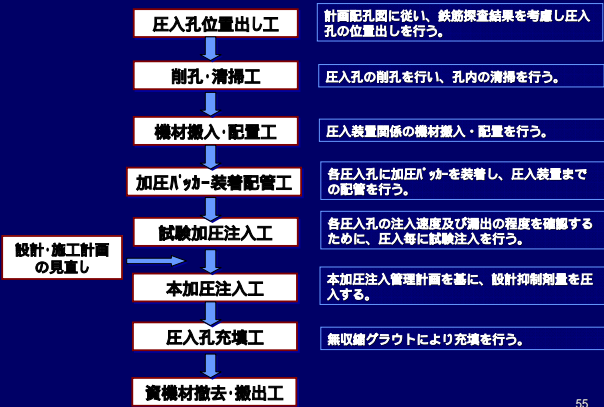 圧入孔位置出し工
計画配孔図に従い、鉄筋探査結果を考慮し圧入
孔の位置出しを行う。
削孔・清掃工
圧入孔の削孔を行い、孔内の清掃を行う。
機材搬入・配置工
圧入装置関係の機材搬入・配置を行う。
加圧ﾊﾟｯｶｰ装着配管工
各圧入孔に加圧ﾊﾟｯｶｰを装着し、圧入装置まで
の配管を行う。
試験加圧注入工
各圧入孔の注入速度及び漏出の程度を確認する
ために、圧入毎に試験注入を行う。
設計・施工計画
の見直し
本加圧注入工
本加圧注入管理計画を基に、設計抑制剤量を圧
入する。
圧入孔充填工
無収縮グラウトにより充填を行う。
資機材撤去・搬出工
55